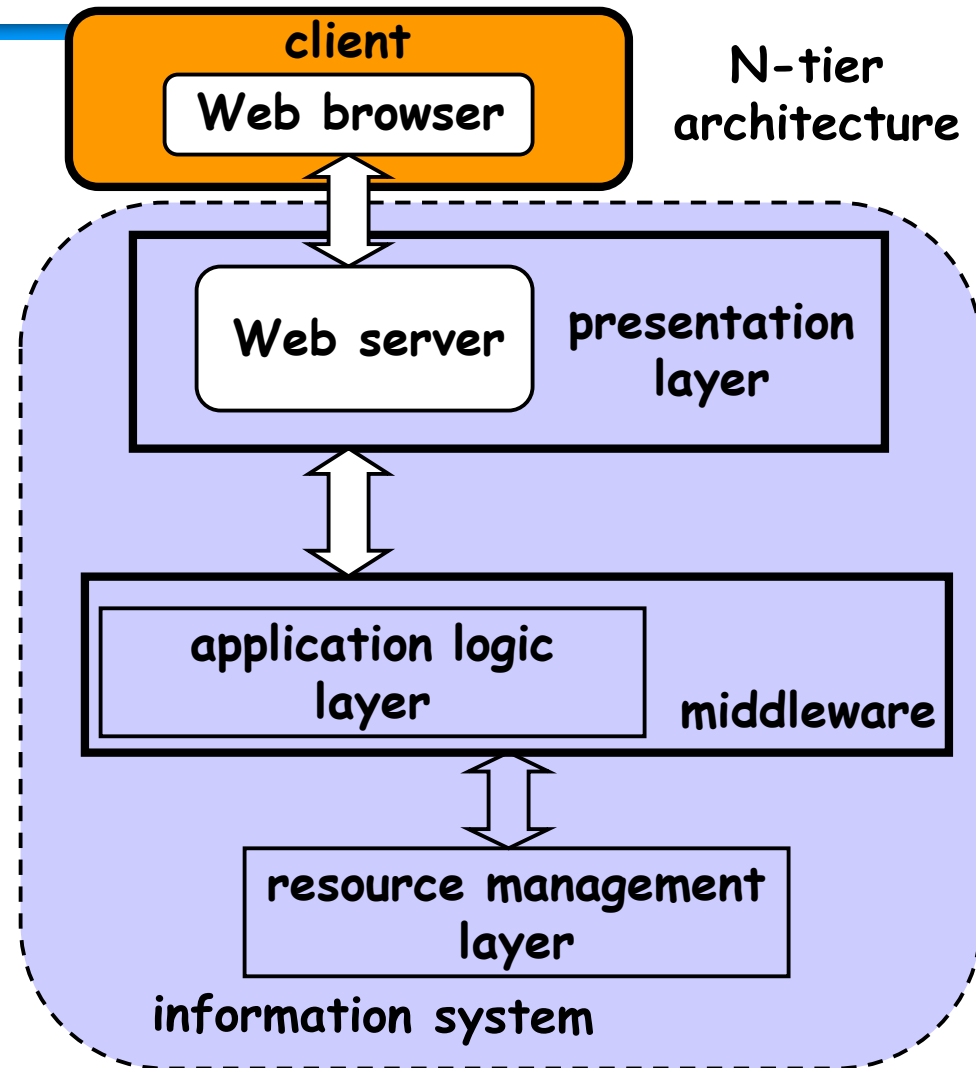 client
Web browser
N-tier
architecture
Web server
presentation
layer
application logic
layer
middleware
resource management
layer
information system